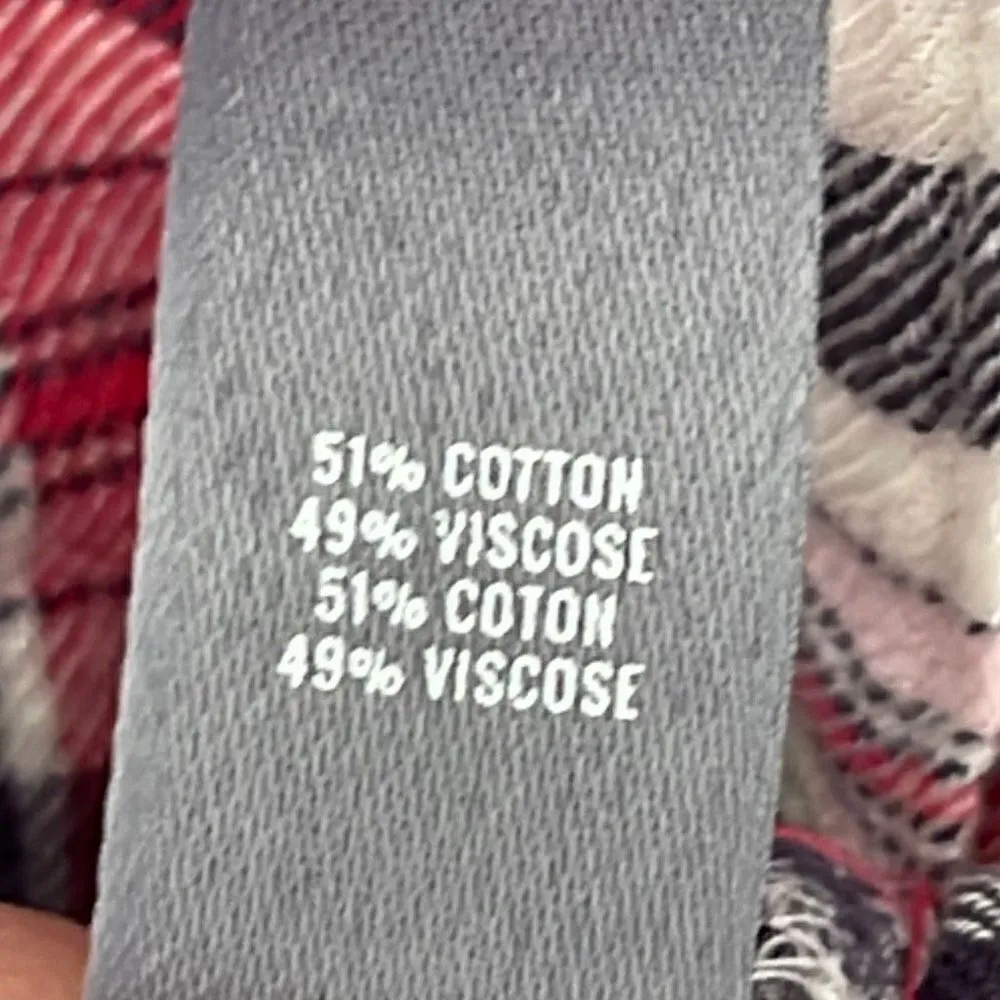 51% COTTON
49% VISCOSE
51% COTON
49% VISCOSE